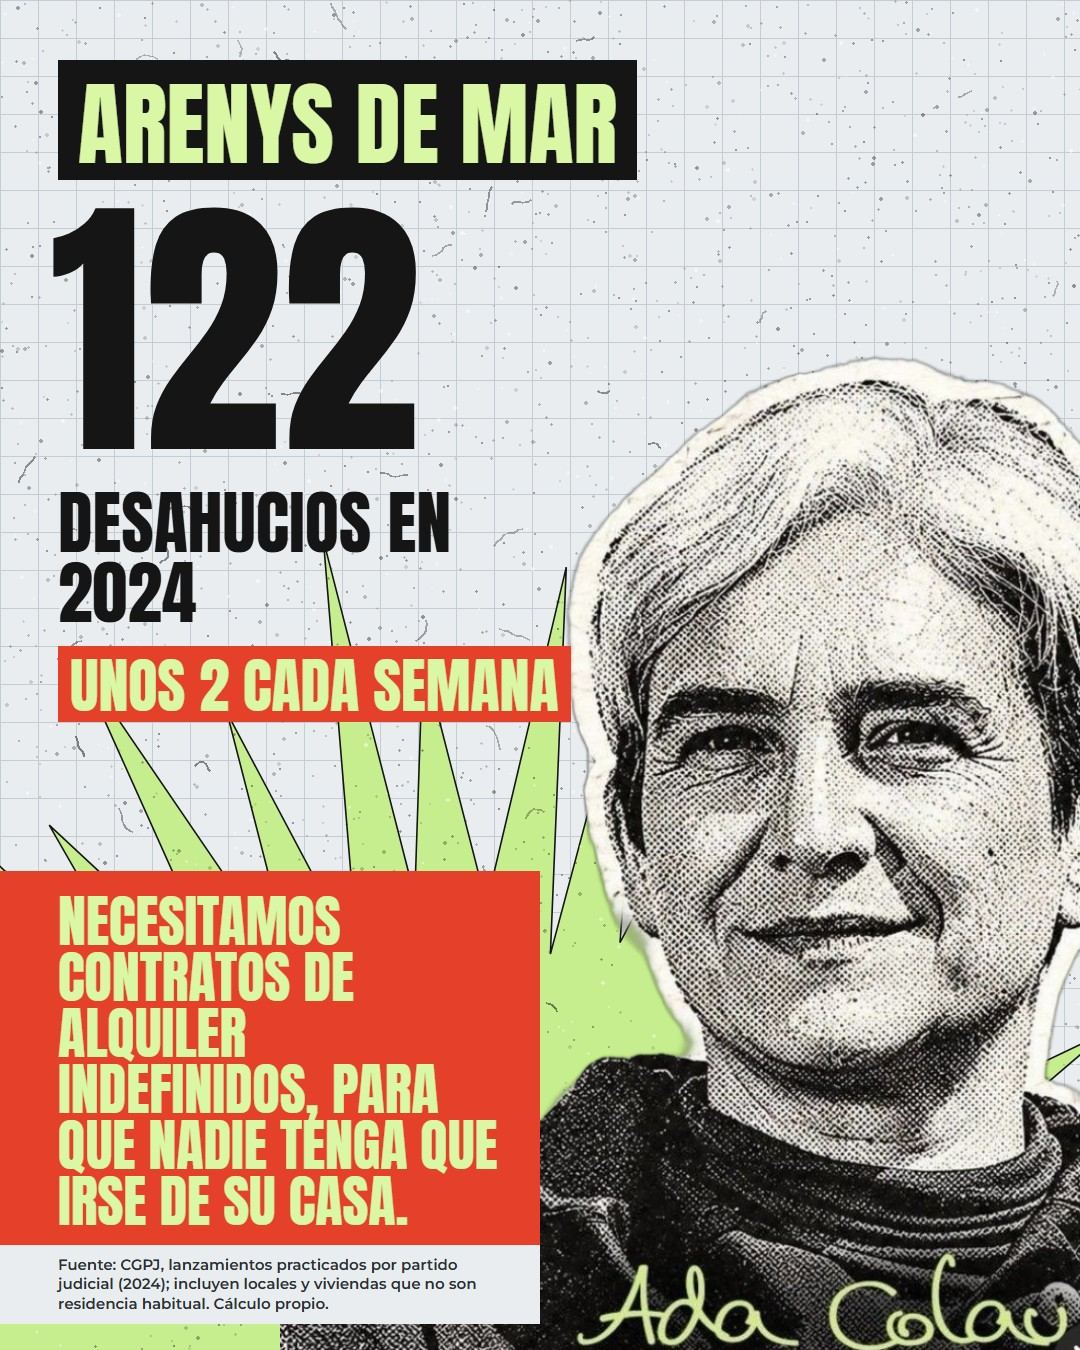 ARENYS DE MAR
122
DESAHUCIOS EN
2024
UNOS 2 CADA SEMANA
NECESITAMOS
CONTRATOS DE
ALQUILER
INDEFINIDOS, PARA
QUE NADIE TENGA QUE
IRSE DE SU CASA.
Fuente: CGPJ, lanzamientos practicados por partido
judicial (2024); incluyen locales y viviendas que no son
residencia habitual. Cálculo propio.
Ada Colau